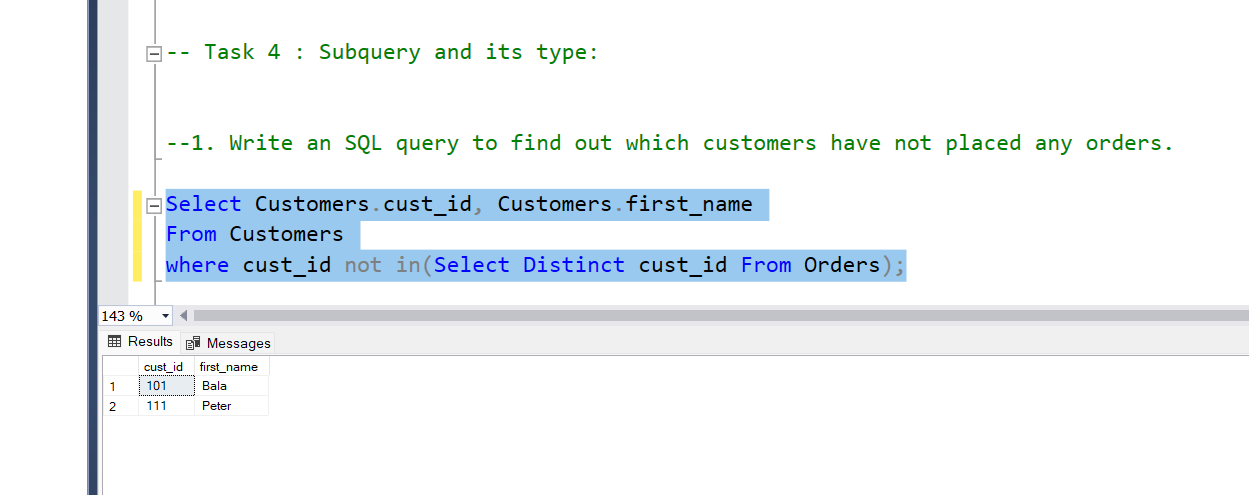 -- Task 4 : Subquery and its type:
--1. Write an SQL query to find out which customers have not placed any orders.
Select Customers.cust_id, Customers.first_name
From Customers
where cust_id not in(Select Distinct cust_id From Orders);
143 %
Results Messages
cust_id first_name
1 101 Bala
2 111 Peter